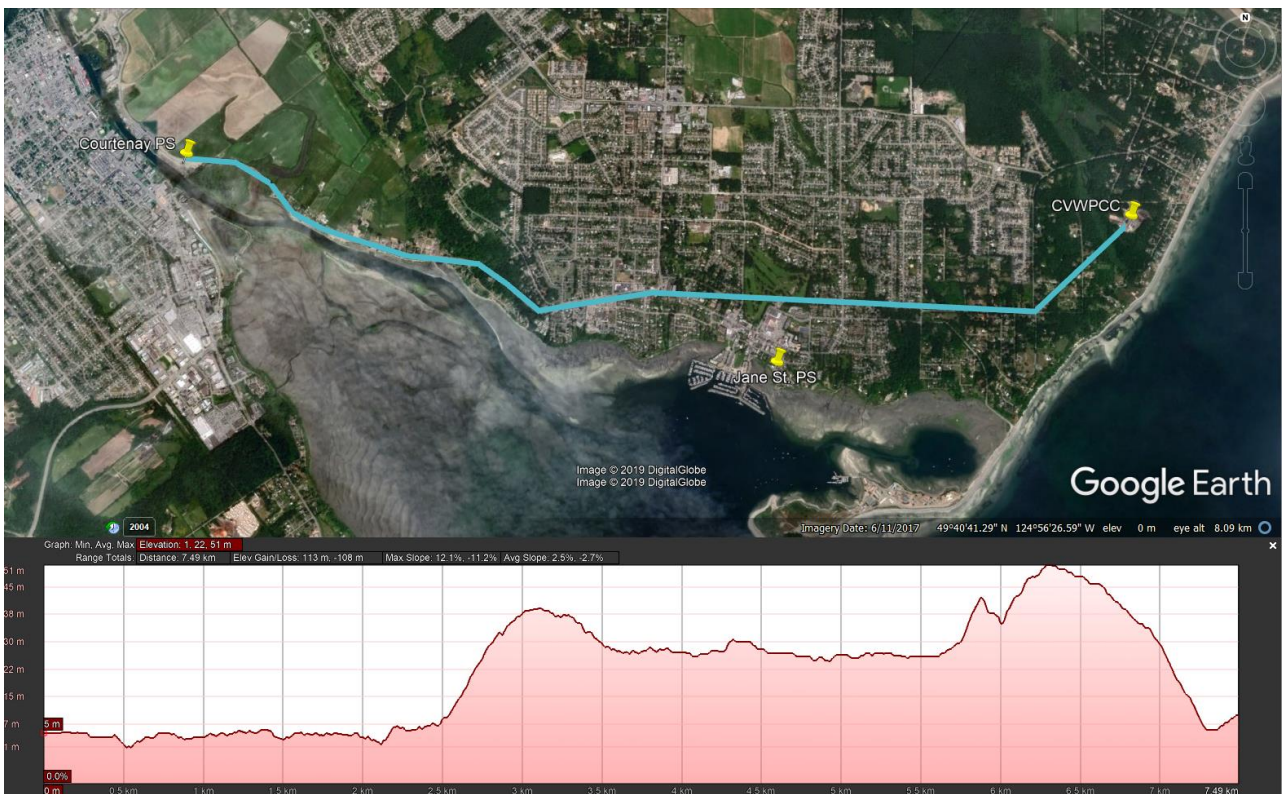 N
Courtenay PS
CVWPCC
Jane St. PS
Image © 2019 DigitalGlobe
Image © 2019 DigitalGlobe
Google Earth
2004
Imagery Date: 6/11/2017 49°40'41.29" N 124°56'26.59" W elev 0 m eye alt 8.09 km
Graph: Min, Avg, Max Elevation: 1, 22, 51 m
Range Totals: Distance: 7.49 km Elev Gain/Loss: 113 m, -108 m Max Slope: 12.1%, -11.2% Avg Slope: 2.5%, -2.7%
51 m
45 m
38 m
30 m
22 m
15 m
7 m
5 m
1 m
0.0%
0 m 0.5 km 1 km 1.5 km 2 km 2.5 km 3 km 3.5 km 4 km 4.5 km 5 km 5.5 km 6 km 6.5 km 7 km 7.49 km